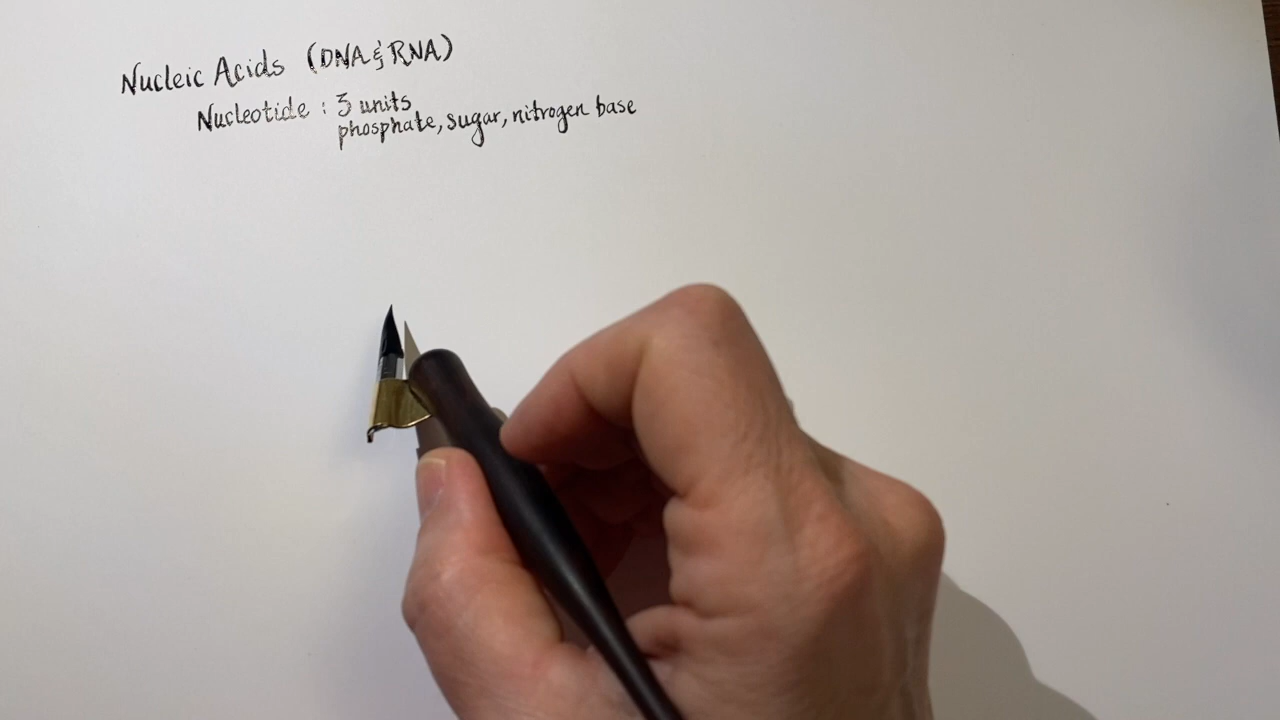 Nucleic Acids (DNA & RNA)
Nucleotide : 3 units
phosphate, sugar, nitrogen base